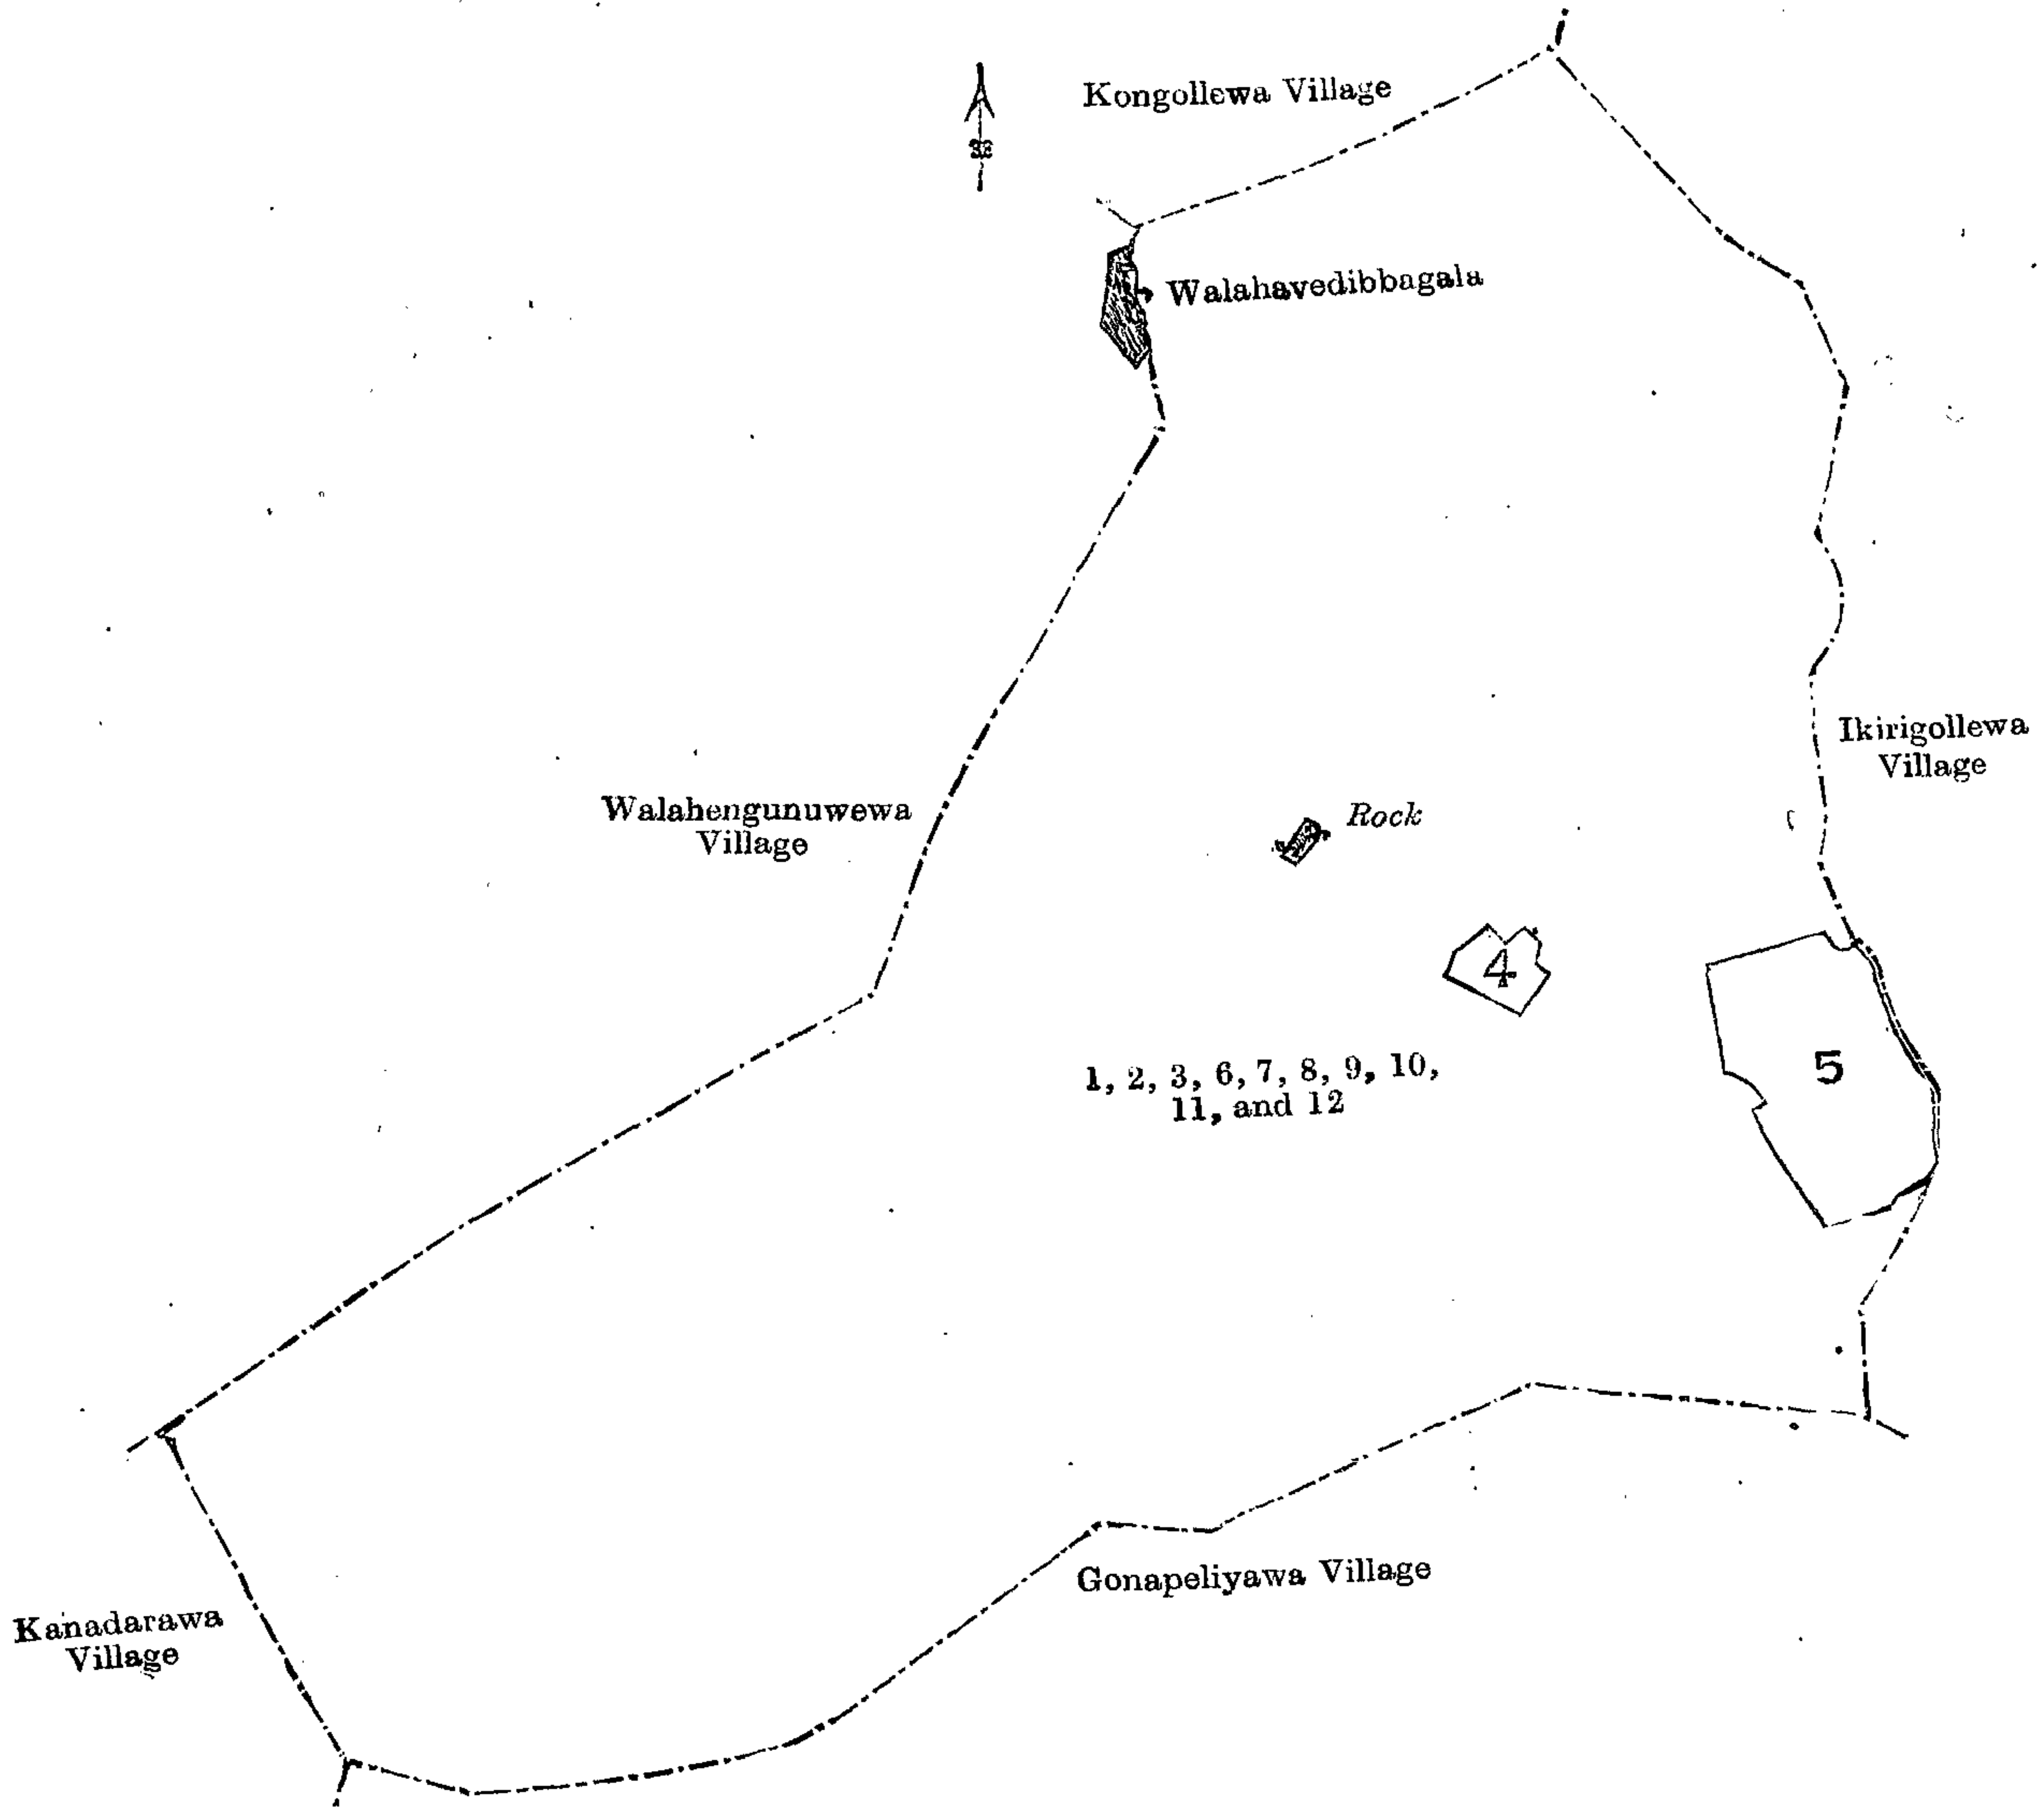 Kongollewa Village
Walahavedibbagala
Ikirigollewa
Village
Walahengunuwewa
Village
Rock
4
5
1, 2, 3, 6, 7, 8, 9, 10,
11, and 12
Gonapeliyawa Village
Kanadarawa
Village